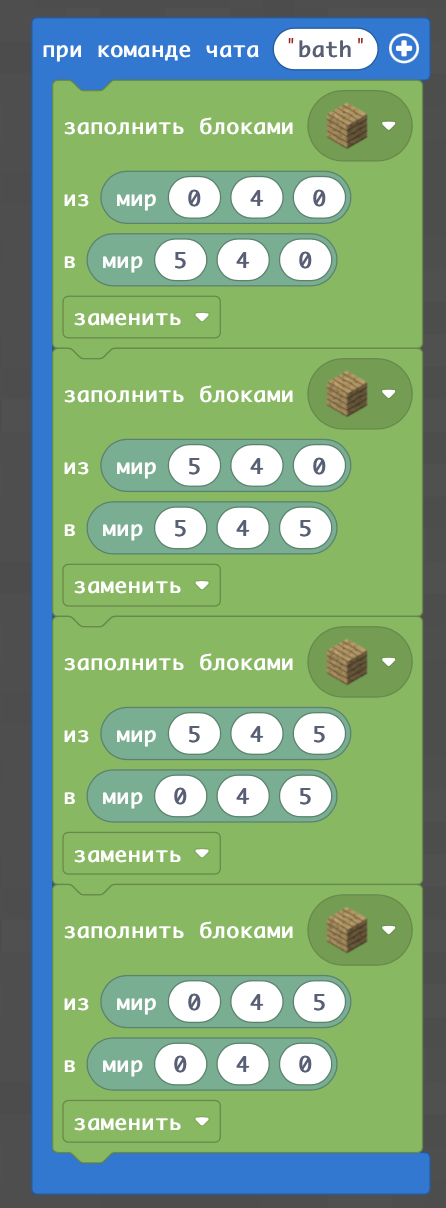 при команде чата "bath"
заполнить блоками
из мир 0 4 0
в мир 5 4 0
заменить
заполнить блоками
из мир 5 4 0
в мир 5 4 5
заменить
заполнить блоками
из мир 5 4 5
в мир 0 4 5
заменить
заполнить блоками
из мир 0 4 5
в мир 0 4 0
заменить